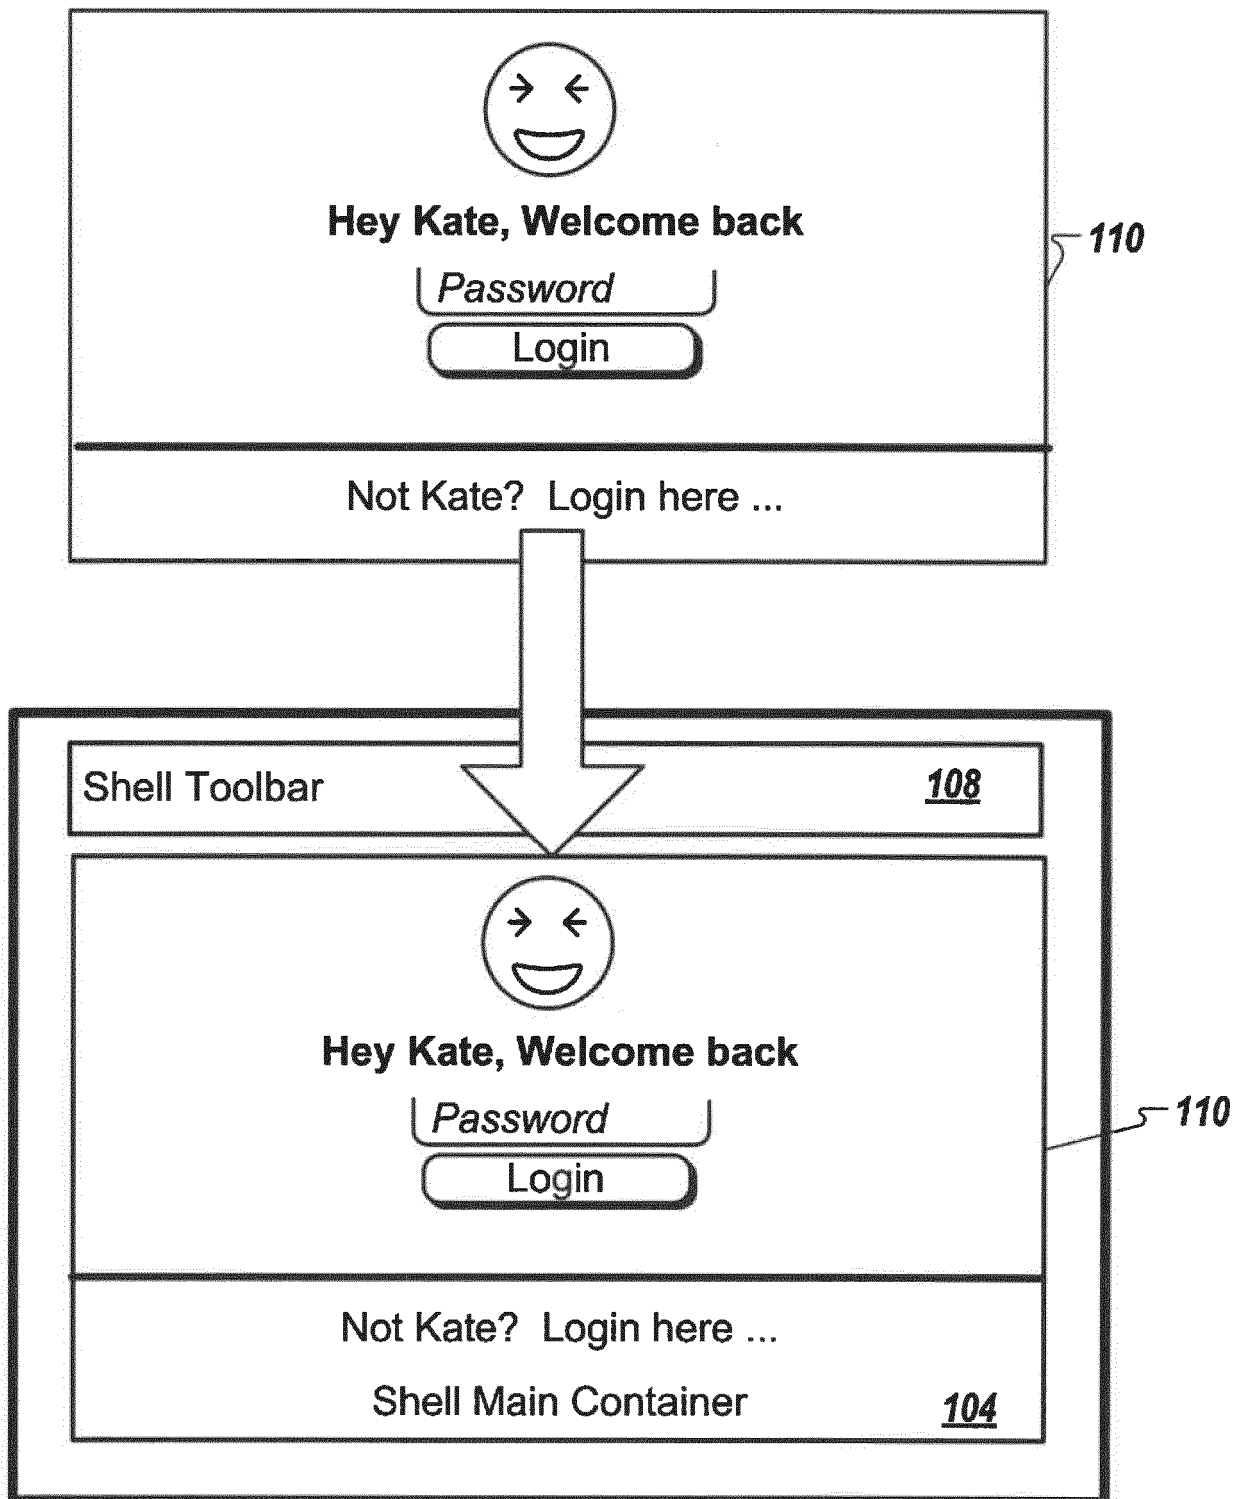 Hey Kate, Welcome back
110
Password
Login
Not Kate? Login here ...
Shell Toolbar 108
Hey Kate, Welcome back
Password
110
Login
Not Kate? Login here ...
Shell Main Container 104